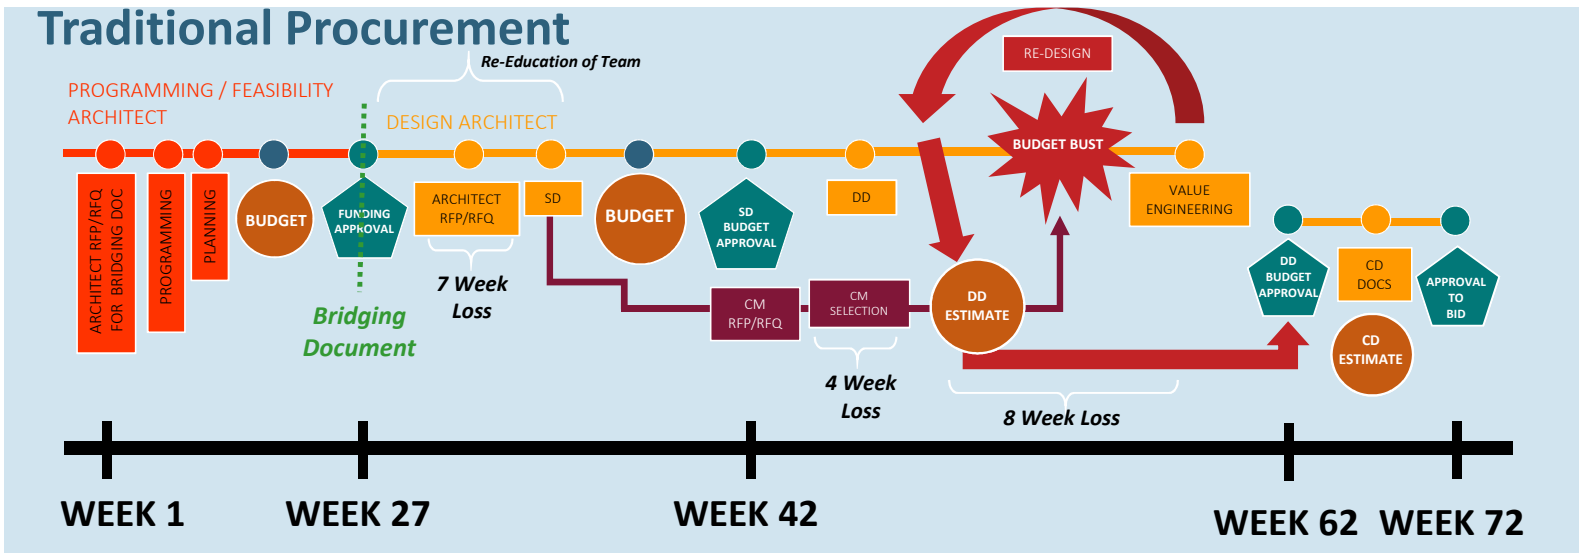 Traditional Procurement
Re-Education of Team
PROGRAMMING / FEASIBILITY
ARCHITECT
DESIGN ARCHITECT
RE-DESIGN
BUDGET BUST
ARCHITECT RFP/RFQ
FOR BRIDGING DOC
PROGRAMMING
PLANNING
BUDGET
FUNDING
APPROVAL
ARCHITECT
RFP/RFQ
SD
BUDGET
SD
BUDGET
APPROVAL
DD
VALUE
ENGINEERING
7 Week
Loss
Bridging
Document
CM
RFP/RFQ
CM
SELECTION
DD
ESTIMATE
4 Week
Loss
8 Week Loss
DD
BUDGET
APPROVAL
CD
DOCS
APPROVAL
TO
BID
CD
ESTIMATE
WEEK 1
WEEK 27
WEEK 42
WEEK 62
WEEK 72